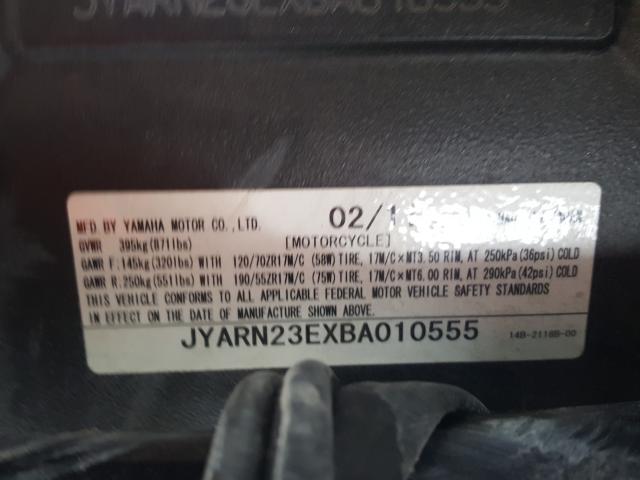 JYARN23EXBA010555
MFD.BY YAMAHA MOTOR CO.,LTD. 02/1
GVWR 395kg(871lbs) [MOTORCYCLE]
GAWR F:145kg(320lbs) WITH 120/70ZR17M/C (58W) TIRE, 17M/C×MT3.50 RIM, AT 250kPa(36psi) COLD
GAWR R:250kg(551lbs) WITH 190/55ZR17M/C (75W) TIRE, 17M/C×MT6.00 RIM, AT 290kPa(42psi) COLD
THIS VEHICLE CONFORMS TO ALL APPLICABLE FEDERAL MOTOR VEHICLE SAFETY STANDARDS
IN EFFECT ON THE DATE OF MANUFACTURE SHOWN ABOVE.
JYARN23EXBA010555 14B-2118B-00